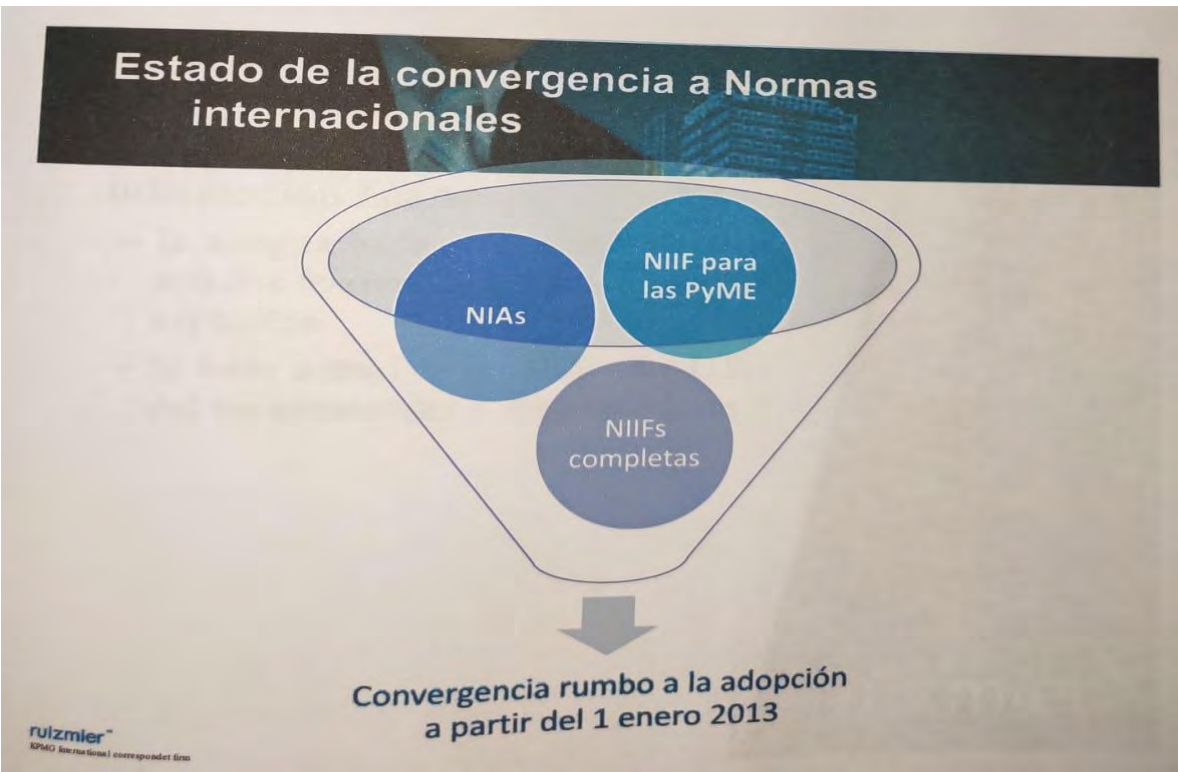 Estado de la convergencia a Normas
internacionales
NIIF para
las PyME
NIAs
NIIFs
completas
Convergencia rumbo a la adopción
a partir del 1 enero 2013
ruizmier
KPMG International correspondet firm